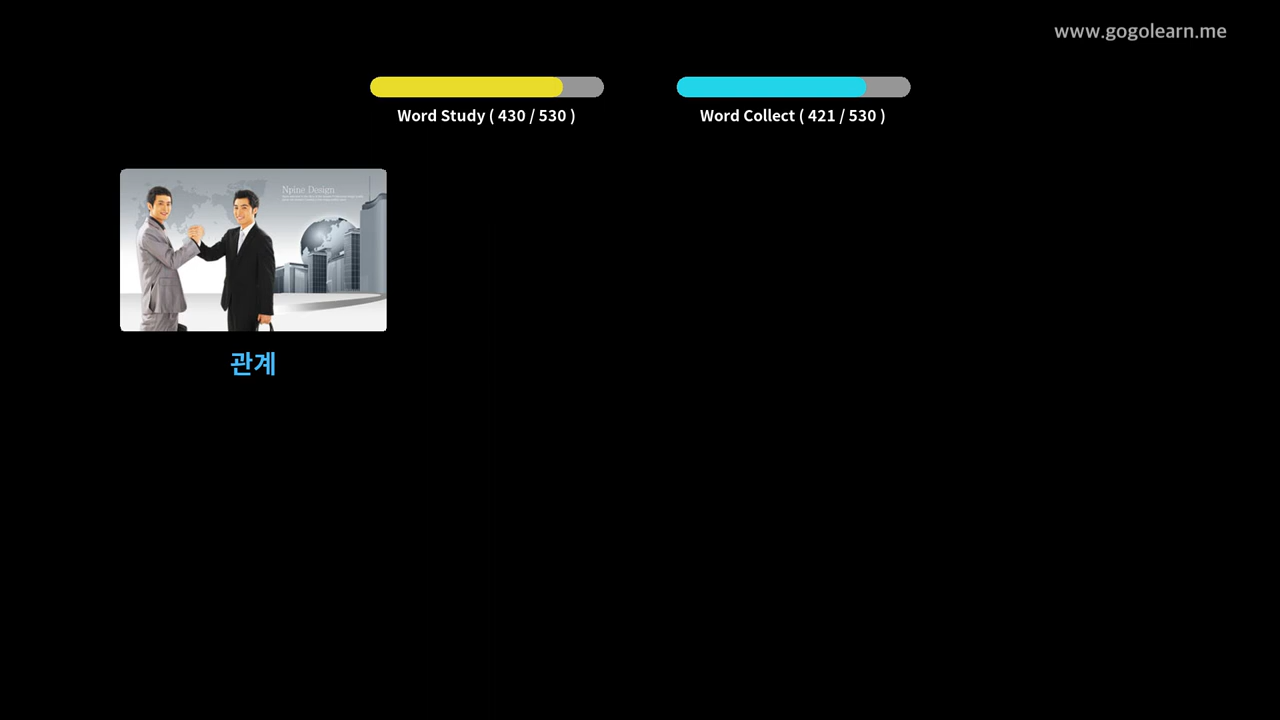 www.gogolearn.me
Word Study ( 430 / 530 )
Word Collect ( 421 / 530 )
Npine Design
관계